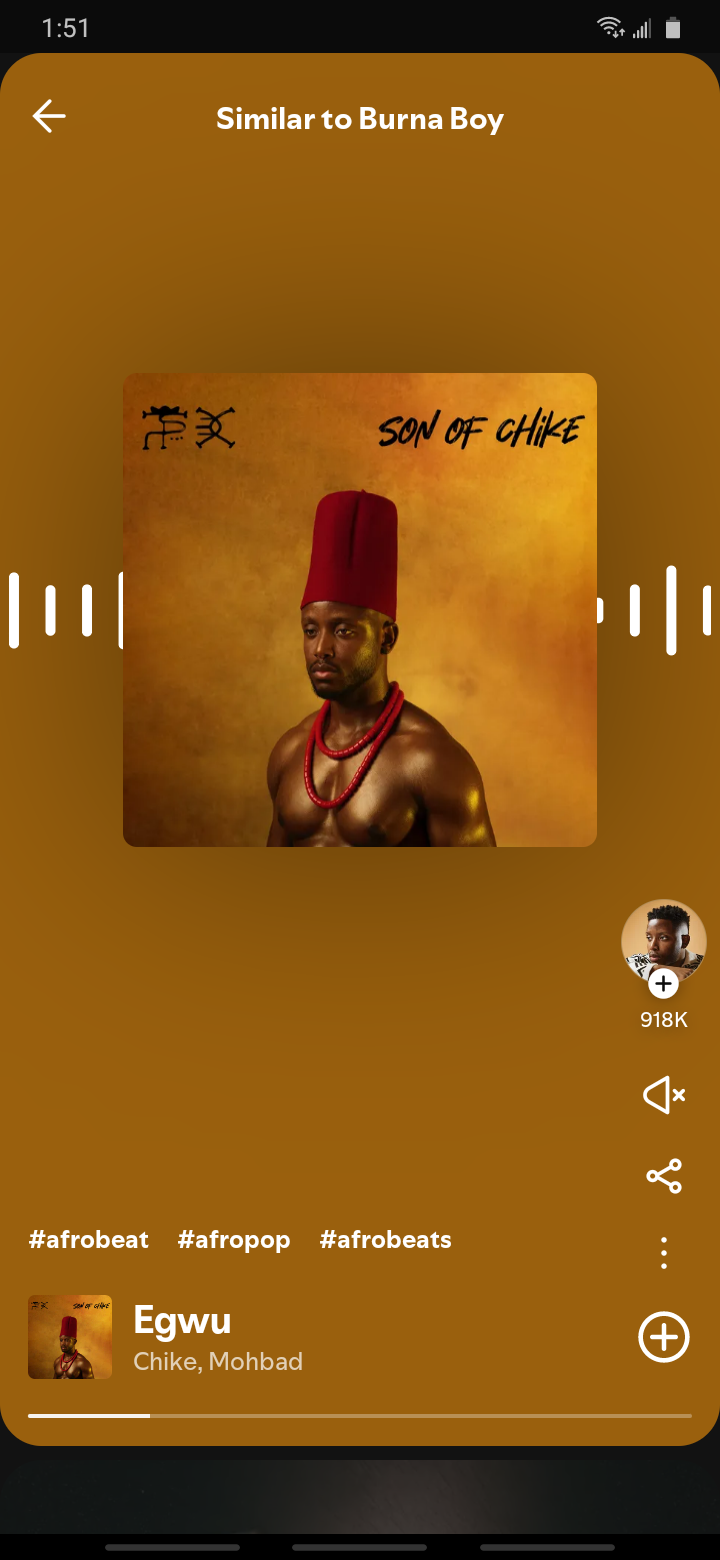 1:51
Similar to Burna Boy
SON OF CHIKE
918K
#afrobeat #afropop #afrobeats
SON OF CHIKE
Egwu
Chike, Mohbad